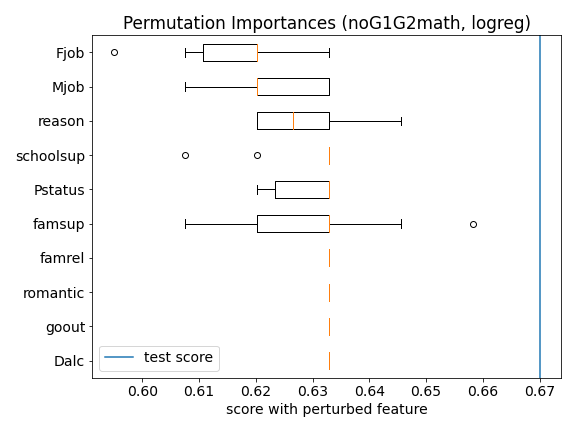 Permutation Importances (noG1G2math, logreg)
Fjob
Mjob
reason
schoolsup
Pstatus
famsup
famrel
romantic
goout
Dalc
test score
0.60 0.61 0.62 0.63 0.64 0.65 0.66 0.67
score with perturbed feature